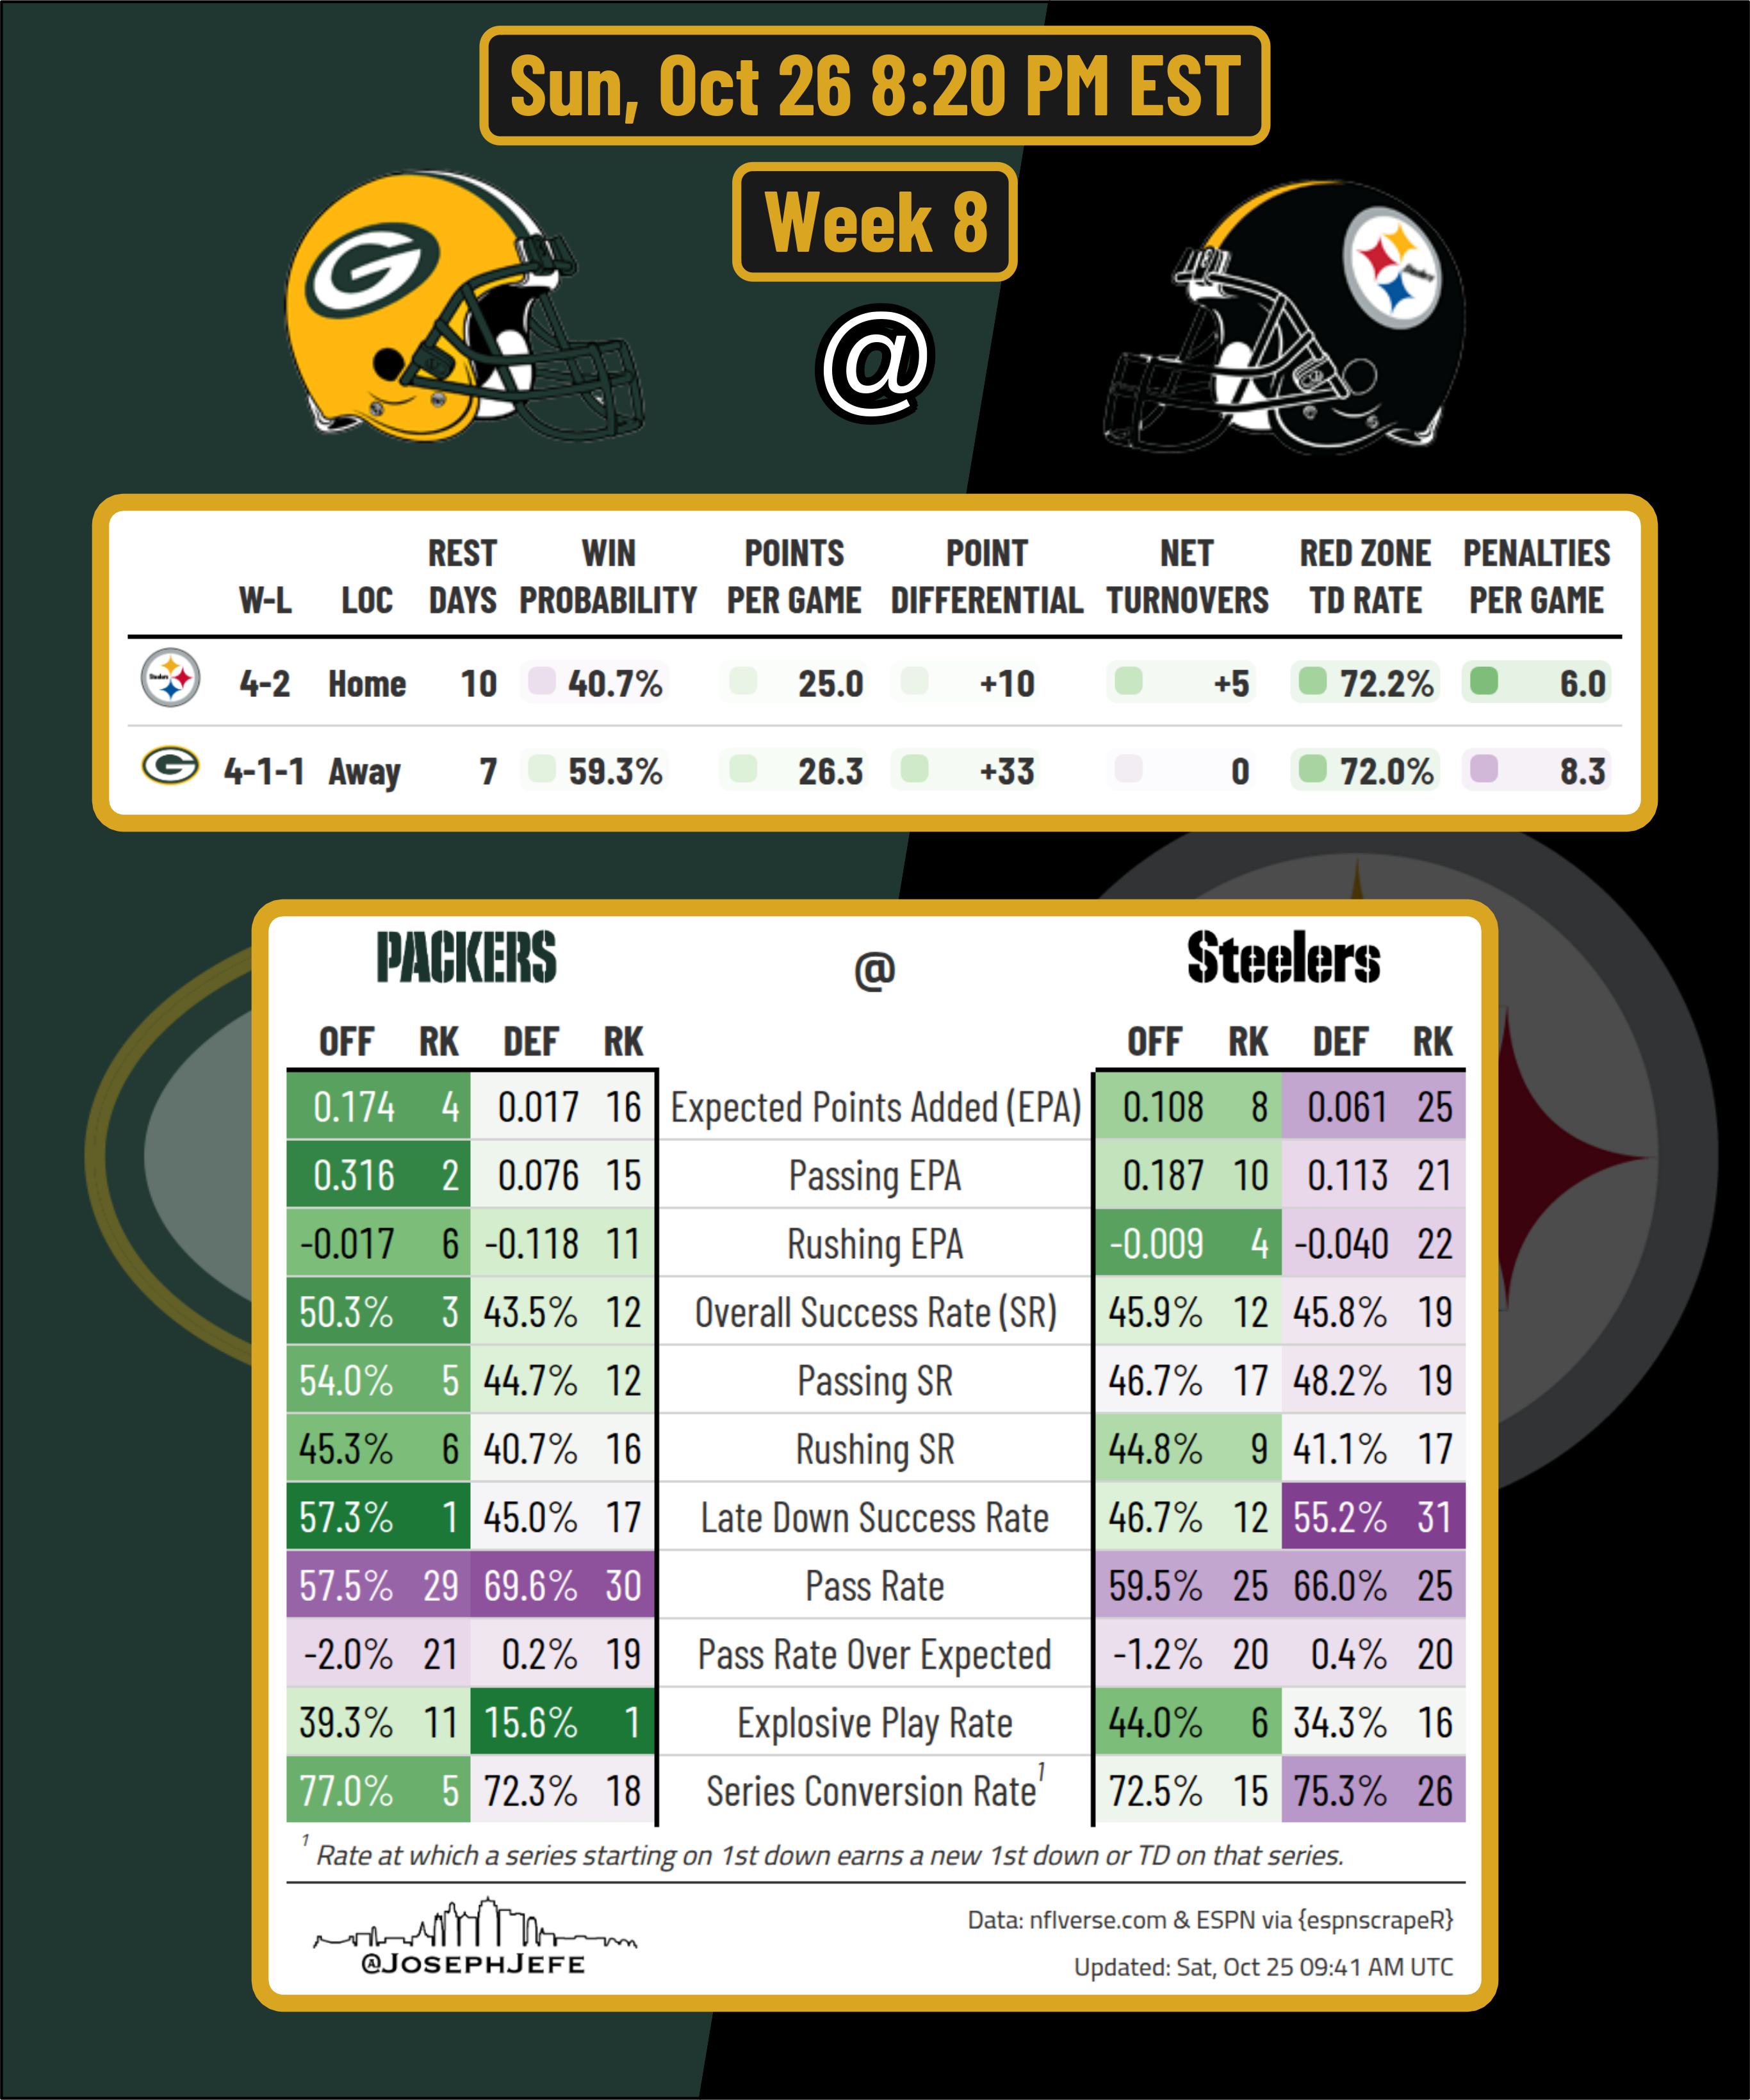 Sun, Oct 26 8:20 PM EST
Week 8
@
REST WIN POINTS POINT NET RED ZONE PENALTIES
W-L LOC DAYS PROBABILITY PER GAME DIFFERENTIAL TURNOVERS TD RATE PER GAME
Steelers 4-2 Home 10 40.7% 25.0 +10 +5 72.2% 6.0
G 4-1-1 Away 7 59.3% 26.3 +33 0 72.0% 8.3
PACKERS @ Steelers
OFF RK DEF RK OFF RK DEF RK
0.174 4 0.017 16 Expected Points Added (EPA) 0.108 8 0.061 25
0.316 2 0.076 15 Passing EPA 0.187 10 0.113 21
-0.017 6 -0.118 11 Rushing EPA -0.009 4 -0.040 22
50.3% 3 43.5% 12 Overall Success Rate (SR) 45.9% 12 45.8% 19
54.0% 5 44.7% 12 Passing SR 46.7% 17 48.2% 19
45.3% 6 40.7% 16 Rushing SR 44.8% 9 41.1% 17
57.3% 1 45.0% 17 Late Down Success Rate 46.7% 12 55.2% 31
57.5% 29 69.6% 30 Pass Rate 59.5% 25 66.0% 25
-2.0% 21 0.2% 19 Pass Rate Over Expected -1.2% 20 0.4% 20
39.3% 11 15.6% 1 Explosive Play Rate 44.0% 6 34.3% 16
77.0% 5 72.3% 18 Series Conversion Rate¹ 72.5% 15 75.3% 26
¹ Rate at which a series starting on 1st down earns a new 1st down or TD on that series.
@JOSEPHJEFE
Data: nflverse.com & ESPN via {espnscrapeR}
Updated: Sat, Oct 25 09:41 AM UTC